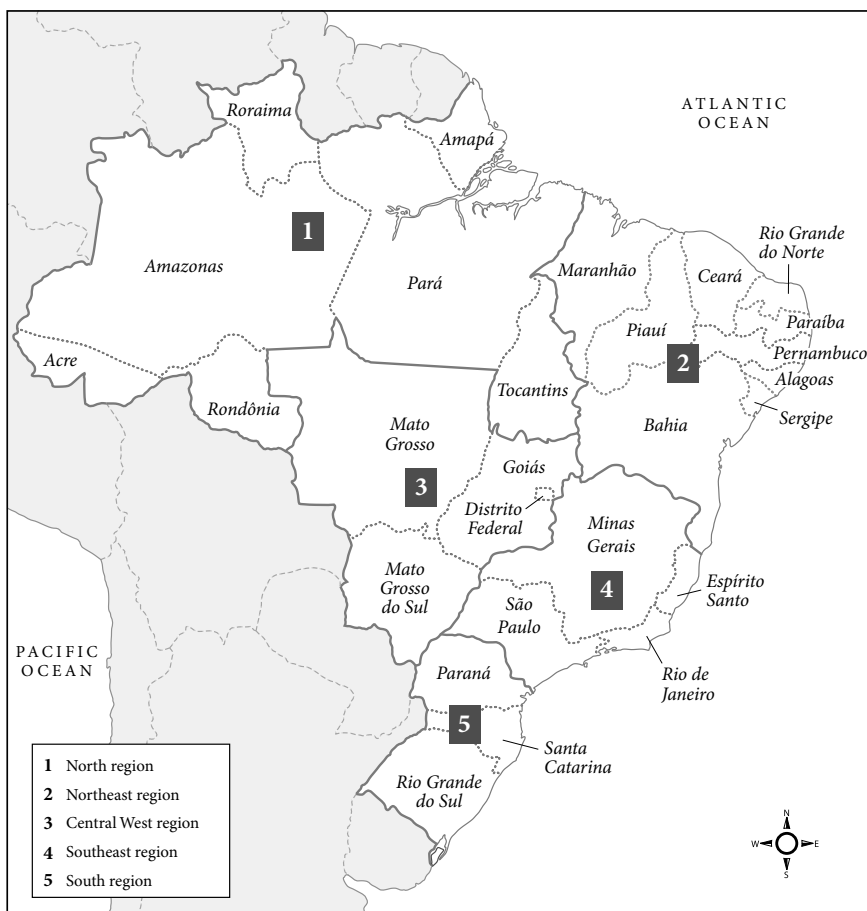 Roraima
ATLANTIC
OCEAN
Amapá
1
Rio Grande
do Norte
Amazonas
Maranhão
Ceará
Pará
Paraíba
Piauí
Pernambuco
2
Acre
Alagoas
Tocantins
Rondônia
Sergipe
Mato
Grosso
Bahia
Goiás
3
Distrito
Federal
Minas
Gerais
Mato
Grosso
do Sul
4
Espírito
Santo
São
Paulo
PACIFIC
OCEAN
Rio de
Janeiro
Paraná
5
Santa
Catarina
Rio Grande
do Sul
1 North region
2 Northeast region
3 Central West region
4 Southeast region
5 South region
N
W E
S